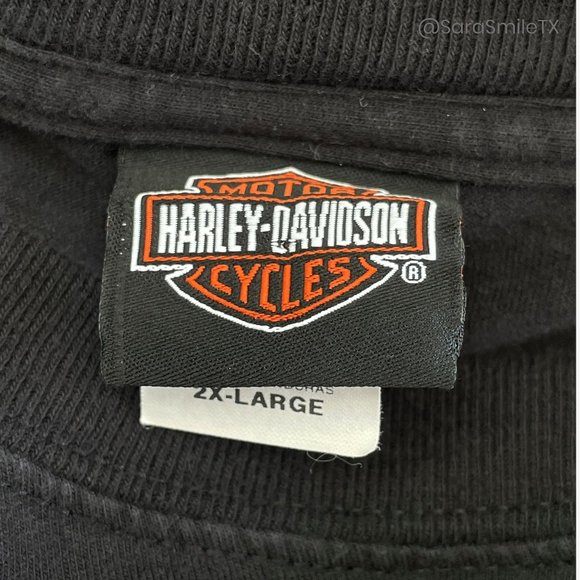 @SaraSmileTX
MOTOR
HARLEY-DAVIDSON
CYCLES
®
2X-LARGE